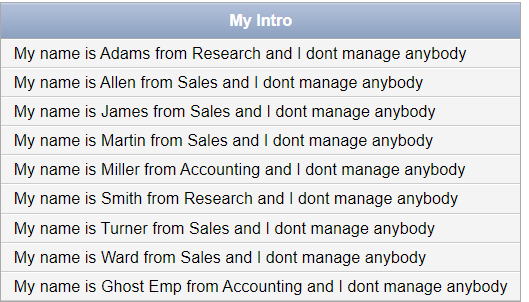 My Intro
My name is Adams from Research and I dont manage anybody
My name is Allen from Sales and I dont manage anybody
My name is James from Sales and I dont manage anybody
My name is Martin from Sales and I dont manage anybody
My name is Miller from Accounting and I dont manage anybody
My name is Smith from Research and I dont manage anybody
My name is Turner from Sales and I dont manage anybody
My name is Ward from Sales and I dont manage anybody
My name is Ghost Emp from Accounting and I dont manage anybody